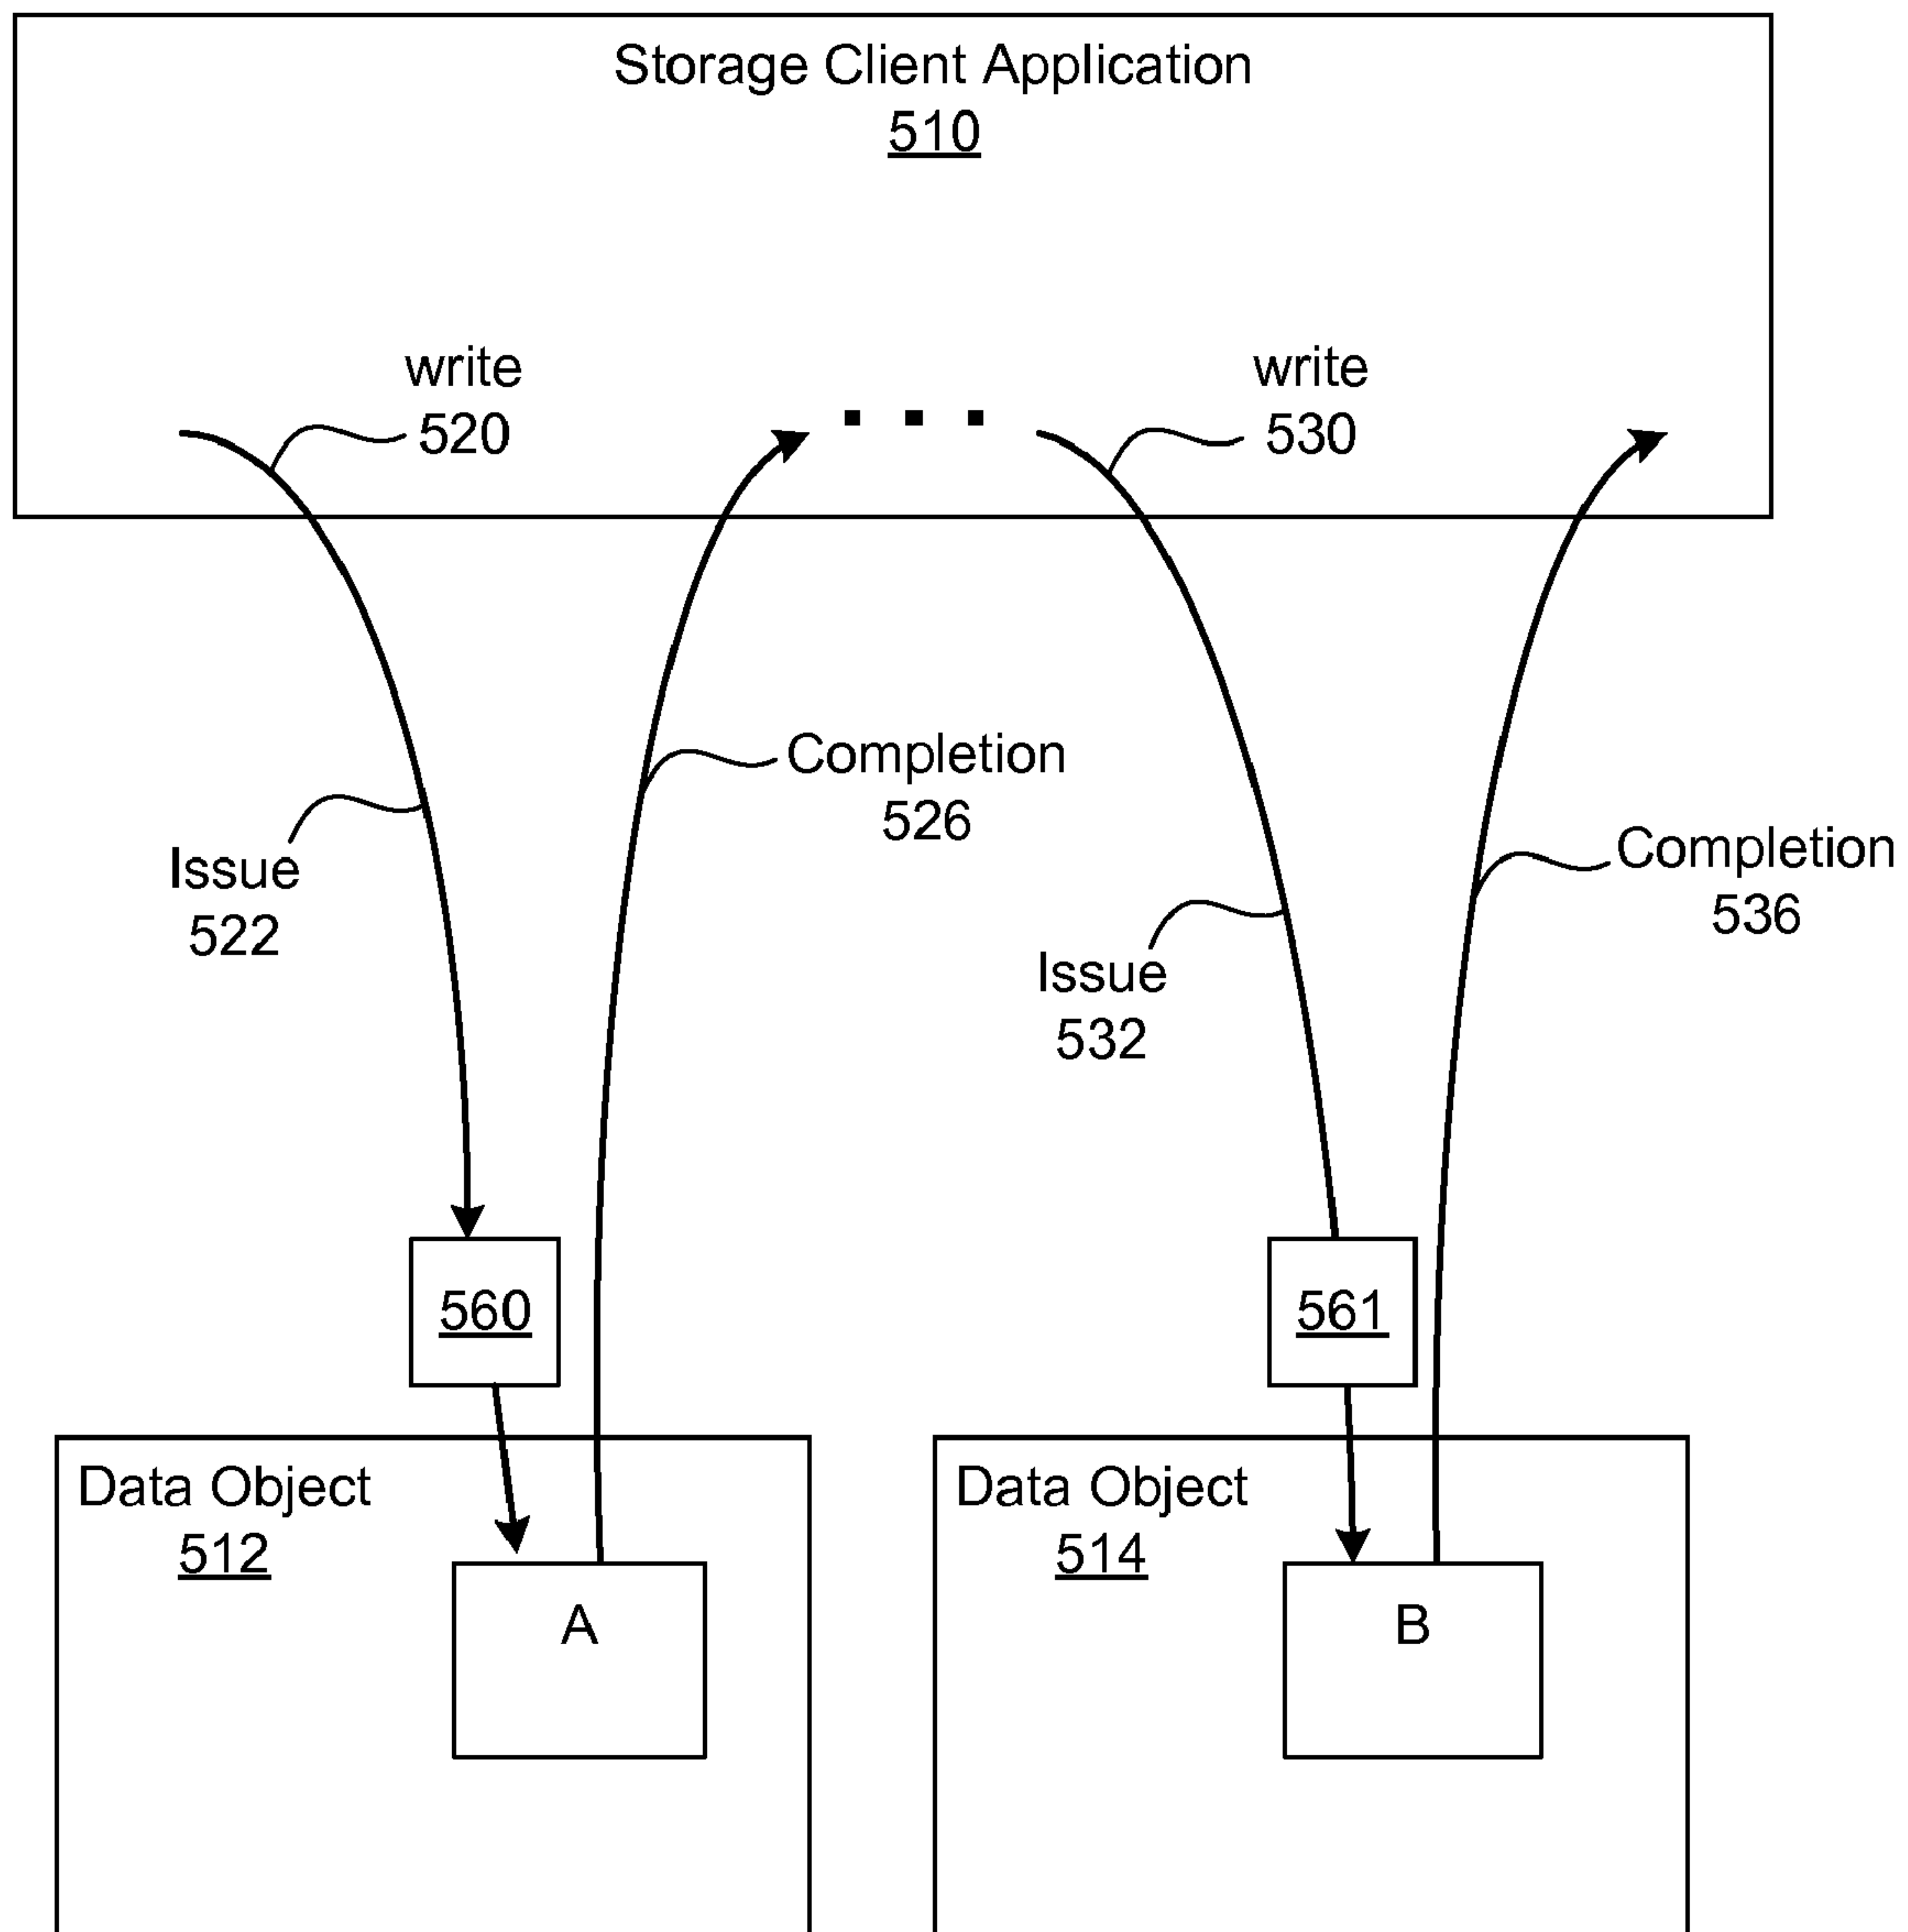 Storage Client Application
510
write
520
write
530
Completion
526
Issue
522
Completion
536
Issue
532
560
561
Data Object
512
Data Object
514
A
B